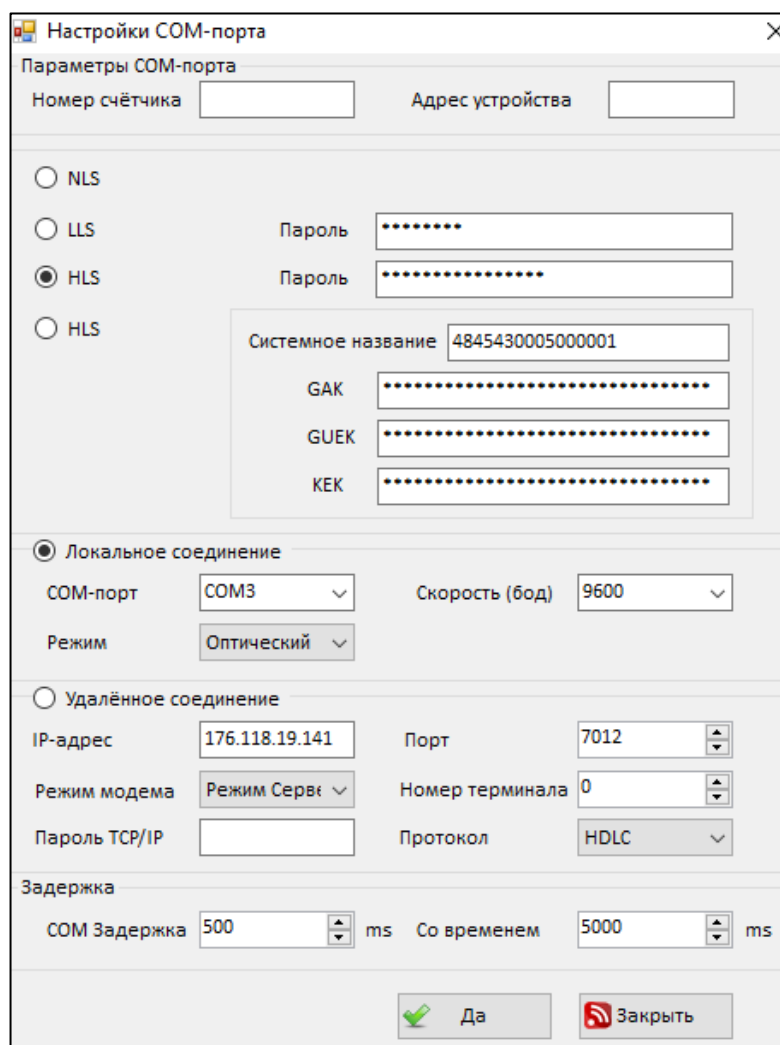 Настройки COM-порта
Параметры COM-порта
Номер счётчика Адрес устройства
NLS
LLS Пароль ********
HLS Пароль ****************
HLS
Системное название 4845430005000001
GAK ********************************
GUEK ********************************
KEK ********************************
Локальное соединение
COM-порт COM3 Скорость (бод) 9600
Режим Оптический
Удалённое соединение
IP-адрес 176.118.19.141 Порт 7012
Режим модема Режим Серве Номер терминала 0
Пароль TCP/IP Протокол HDLC
Задержка
COM Задержка 500 ms Со временем 5000 ms
Да Закрыть